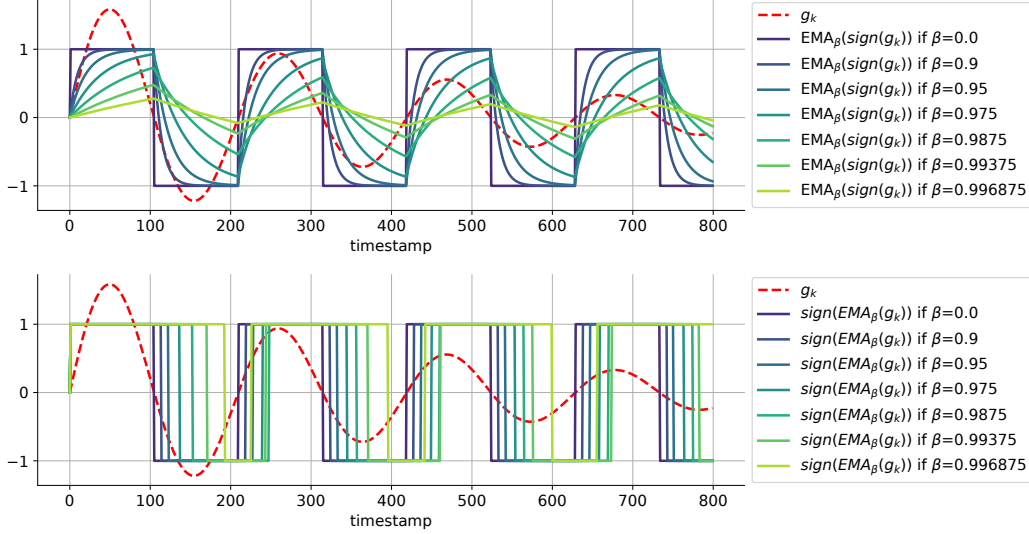 1
0
−1
0 100 200 300 400 500 600 700 800
timestamp
g_k
EMA_β(sign(g_k)) if β=0.0
EMA_β(sign(g_k)) if β=0.9
EMA_β(sign(g_k)) if β=0.95
EMA_β(sign(g_k)) if β=0.975
EMA_β(sign(g_k)) if β=0.9875
EMA_β(sign(g_k)) if β=0.99375
EMA_β(sign(g_k)) if β=0.996875
1
0
−1
0 100 200 300 400 500 600 700 800
timestamp
g_k
sign(EMA_β(g_k)) if β=0.0
sign(EMA_β(g_k)) if β=0.9
sign(EMA_β(g_k)) if β=0.95
sign(EMA_β(g_k)) if β=0.975
sign(EMA_β(g_k)) if β=0.9875
sign(EMA_β(g_k)) if β=0.99375
sign(EMA_β(g_k)) if β=0.996875